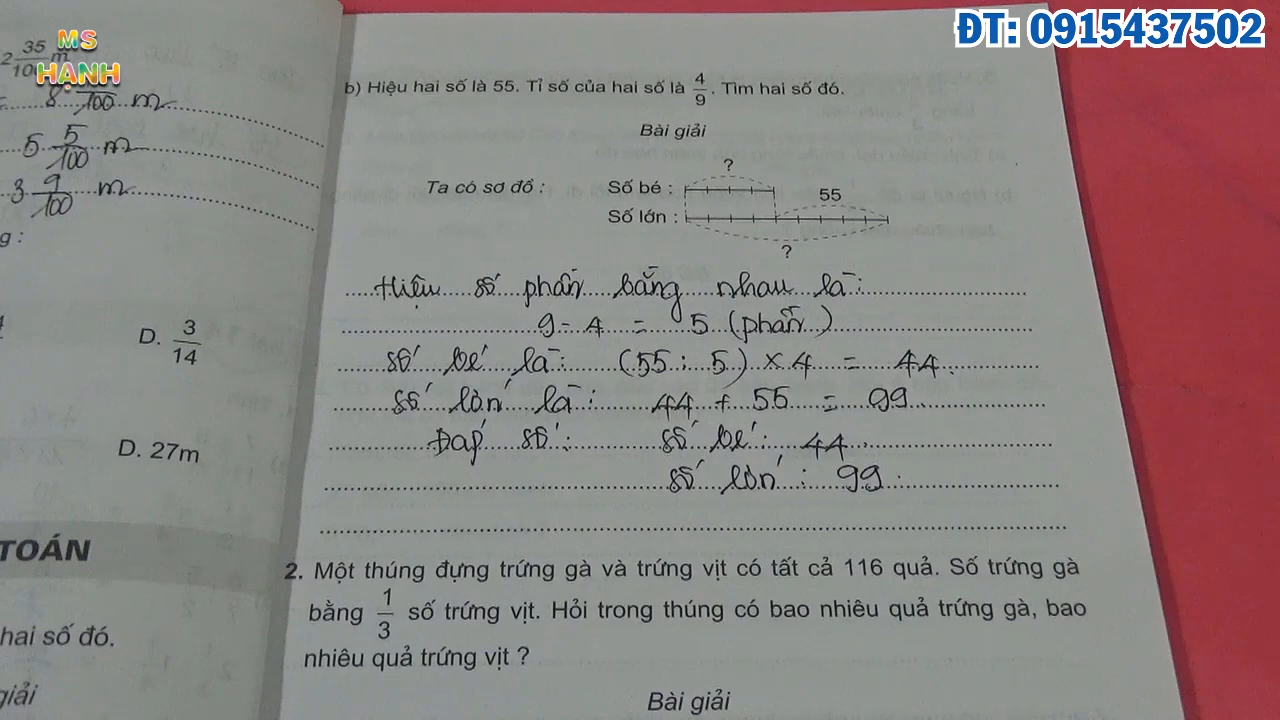 ĐT: 0915437502
MS
HẠNH
2 35/100 m
= 8 /100 m
5 5/100 m
3 9/100 m
g :
D. 3/14
D. 27m
TOÁN
hai số đó.
giải
b) Hiệu hai số là 55. Tỉ số của hai số là 4/9. Tìm hai số đó.
Bài giải
?
Ta có sơ đồ : Số bé :
55
Số lớn :
?
Hiệu số phần bằng nhau là:
9 - 4 = 5 (phần)
Số bé là: (55 : 5) x 4 = 44.
Số lớn là: 44 + 55 = 99
Đáp số: Số bé: 44.
Số lớn: 99.
2. Một thúng đựng trứng gà và trứng vịt có tất cả 116 quả. Số trứng gà
bằng 1/3 số trứng vịt. Hỏi trong thúng có bao nhiêu quả trứng gà, bao
nhiêu quả trứng vịt ?
Bài giải